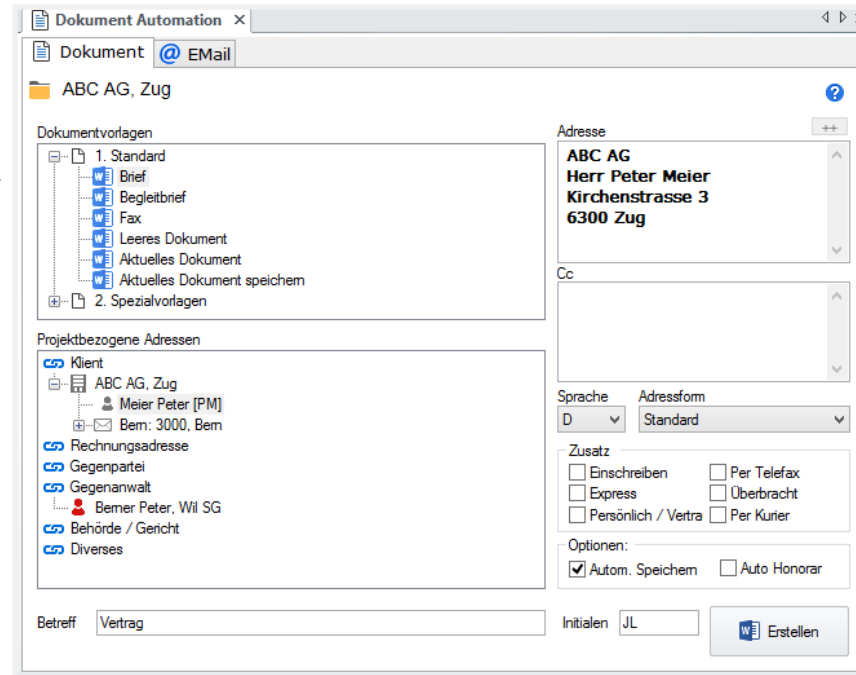 Dokument Automation
Dokument
EMail
ABC AG, Zug
Dokumentvorlagen
1. Standard
Brief
Begleitbrief
Fax
Leeres Dokument
Aktuelles Dokument
Aktuelles Dokument speichern
2. Spezialvorlagen
Projektbezogene Adressen
Klient
ABC AG, Zug
Meier Peter [PM]
Bern: 3000, Bern
Rechnungsadresse
Gegenpartei
Gegenanwalt
Berner Peter, Wil SG
Behörde / Gericht
Diverses
Betreff
Vertrag
Adresse
++
ABC AG
Herr Peter Meier
Kirchenstrasse 3
6300 Zug
Cc
Sprache
Adressform
D
Standard
Zusatz
Einschreiben
Per Telefax
Express
Überbracht
Persönlich / Vertra
Per Kurier
Optionen:
Autom. Speichern
Auto Honorar
Initialen
JL
Erstellen